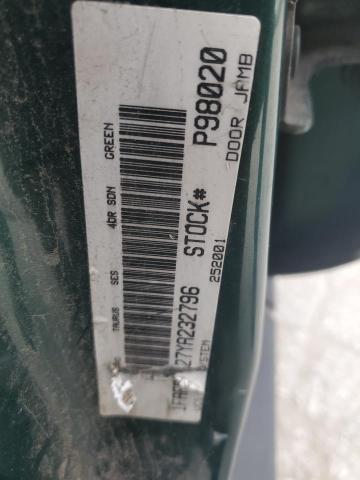 GREEN
4DR SDN
SES
TAURUS
27YA232796
STOCK#
P98020
252001
DOOR JAMB